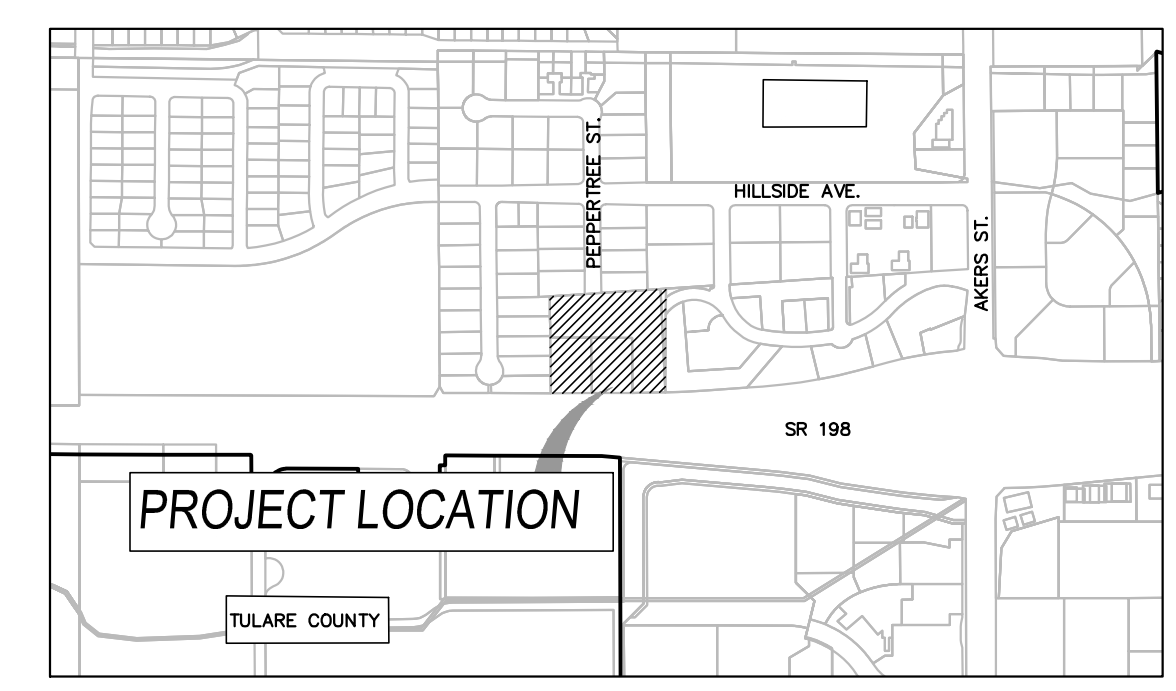 PEPPERTREE ST.
HILLSIDE AVE.
AKERS ST.
SR 198
PROJECT LOCATION
TULARE COUNTY